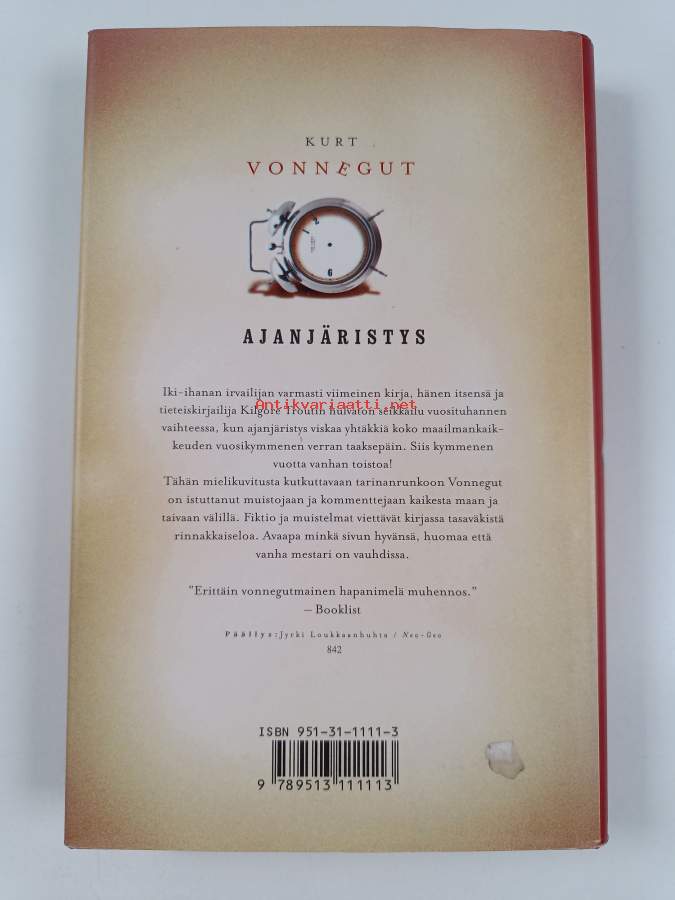 KURT
VONNEGUT
AJANJÄRISTYS
Iki-ihanan irvailijan varmasti viimeinen kirja, hänen itsensä ja
tieteiskirjailija Kilgore Troutin hulvaton seikkailu vuosituhannen
Antikvariaatti.net
vaihteessa, kun ajanjäristys viskaa yhtäkkiä koko maailmankaik-
keuden vuosikymmenen verran taaksepäin. Siis kymmenen
vuotta vanhan toistoa!
Tähän mielikuvitusta kutkuttavaan tarinanrunkoon Vonnegut
on istuttanut muistojaan ja kommenttejaan kaikesta maan ja
taivaan välillä. Fiktio ja muistelmat viettävät kirjassa tasaväkistä
rinnakkaiseloa. Avaapa minkä sivun hyvänsä, huomaa että
vanha mestari on vauhdissa.
"Erittäin vonnegutmainen hapanimelä muhennos."
– Booklist
Päällys: Jyrki Loukkaanhuhta / Neo-Geo
842
ISBN 951-31-1111-3
9 789513 111113